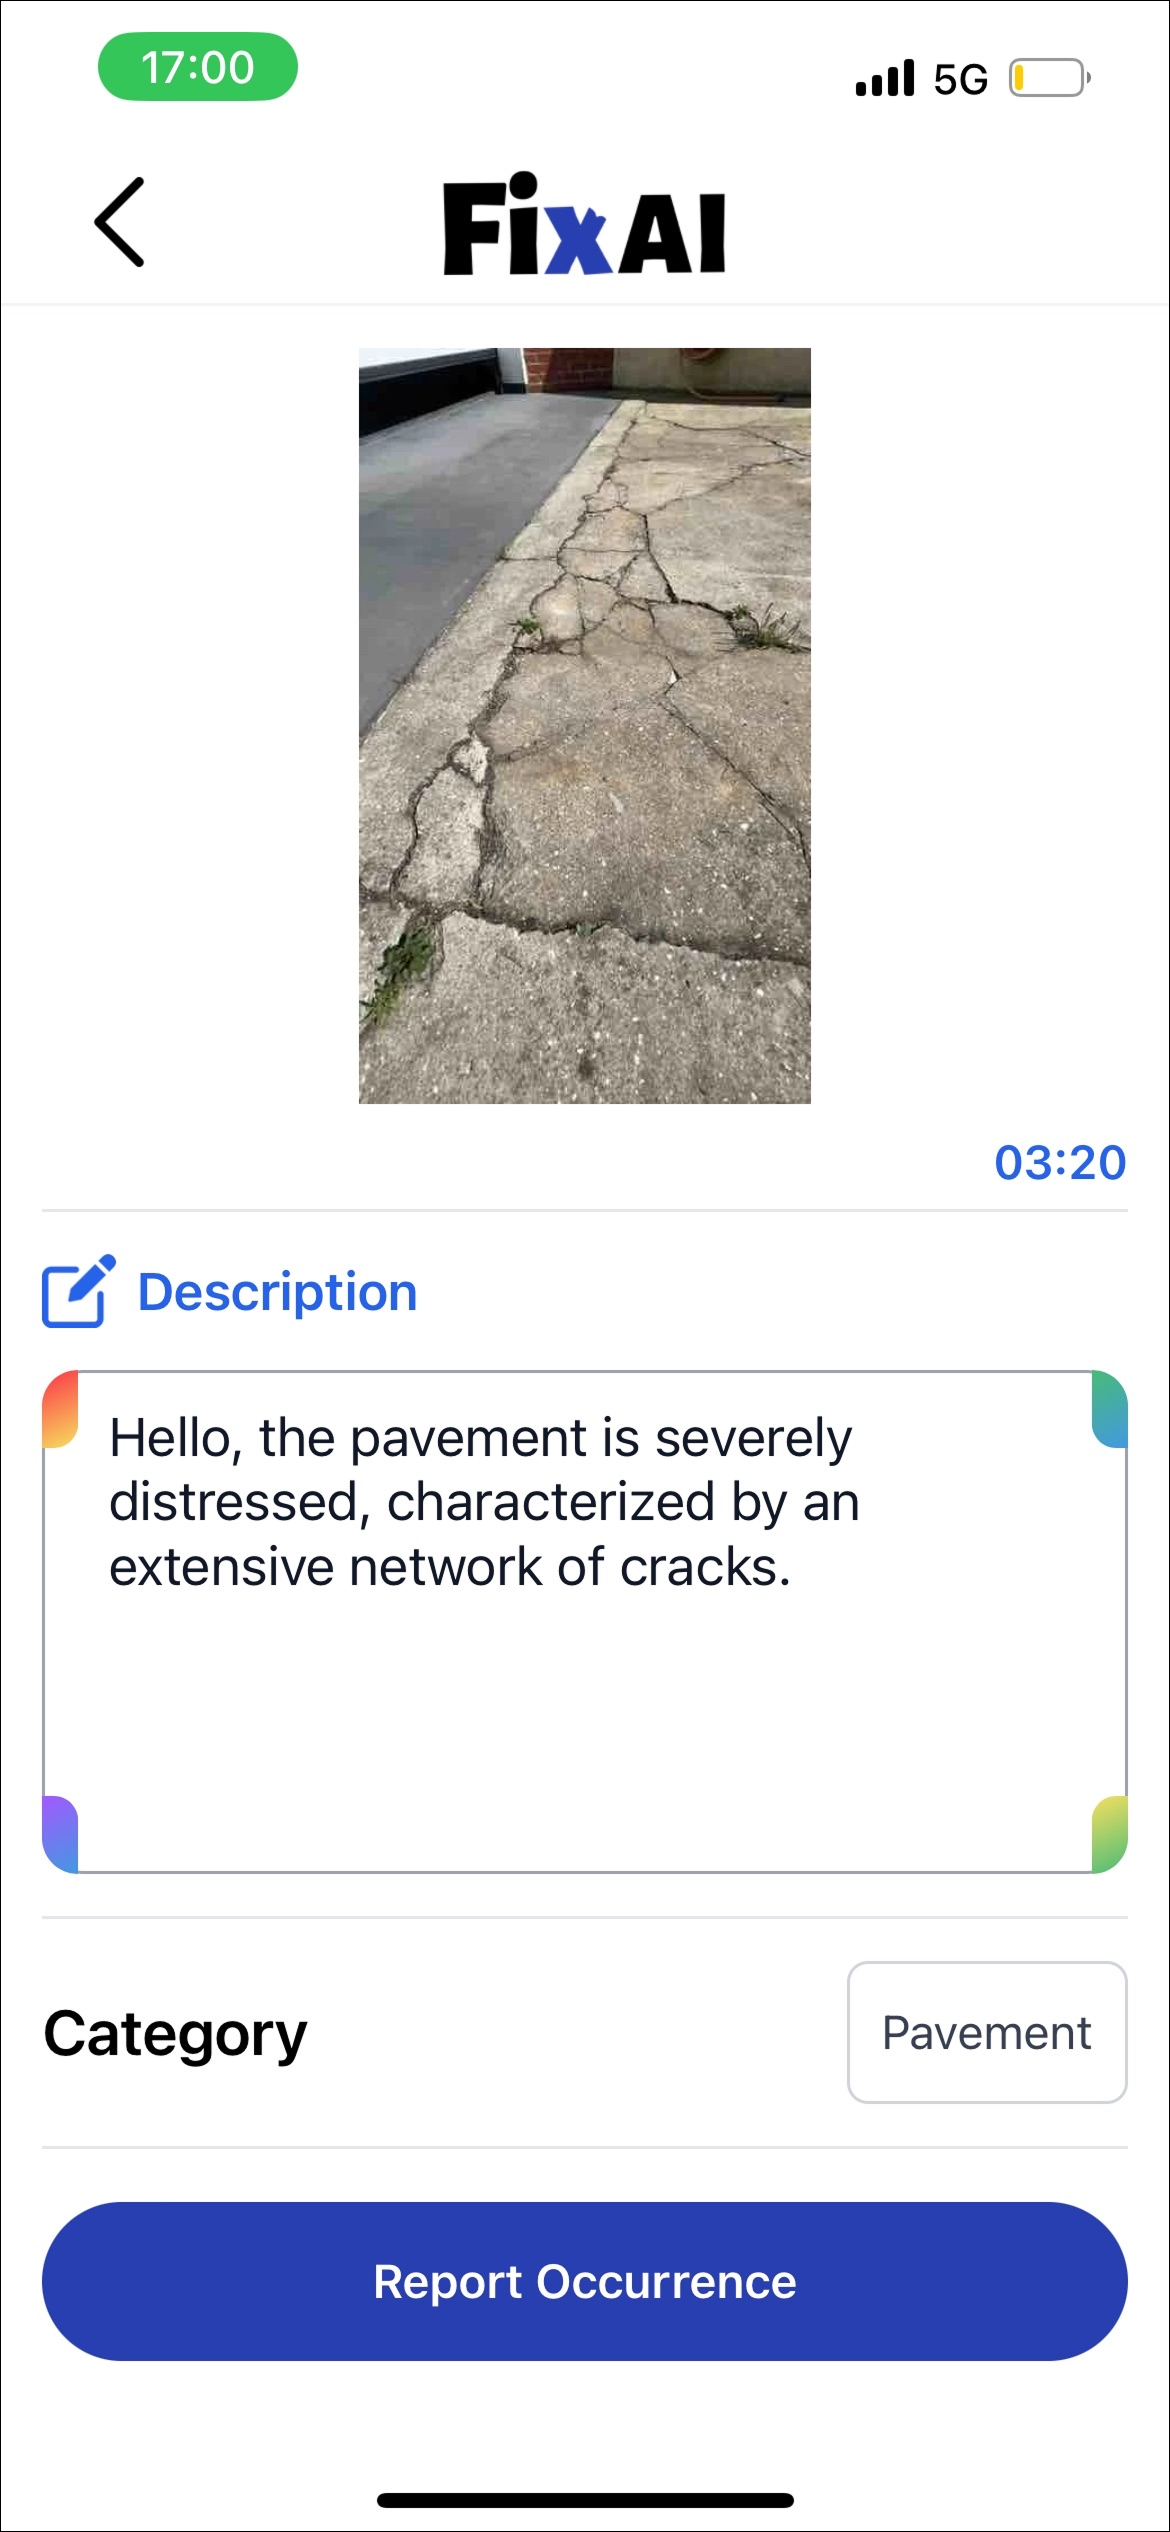 17:00
5G
FixAI
03:20
Description
Hello, the pavement is severely
distressed, characterized by an
extensive network of cracks.
Category
Pavement
Report Occurrence